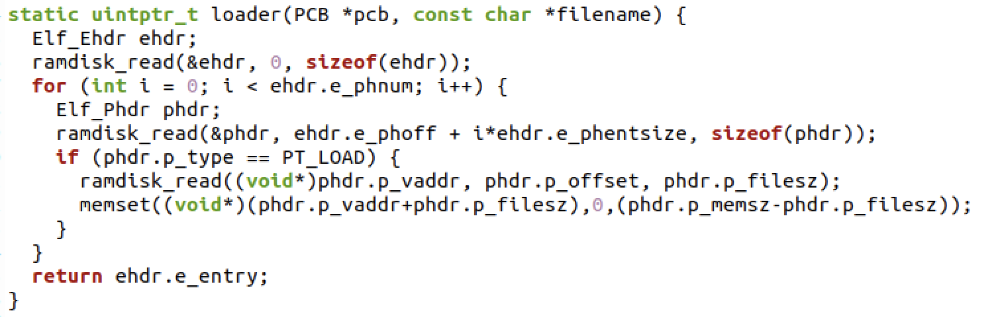 static uintptr_t loader(PCB *pcb, const char *filename) {
  Elf_Ehdr ehdr;
  ramdisk_read(&ehdr, 0, sizeof(ehdr));
  for (int i = 0; i < ehdr.e_phnum; i++) {
    Elf_Phdr phdr;
    ramdisk_read(&phdr, ehdr.e_phoff + i*ehdr.e_phentsize, sizeof(phdr));
    if (phdr.p_type == PT_LOAD) {
      ramdisk_read((void*)phdr.p_vaddr, phdr.p_offset, phdr.p_filesz);
      memset((void*)(phdr.p_vaddr+phdr.p_filesz),0,(phdr.p_memsz-phdr.p_filesz));
    }
  }
  return ehdr.e_entry;
}